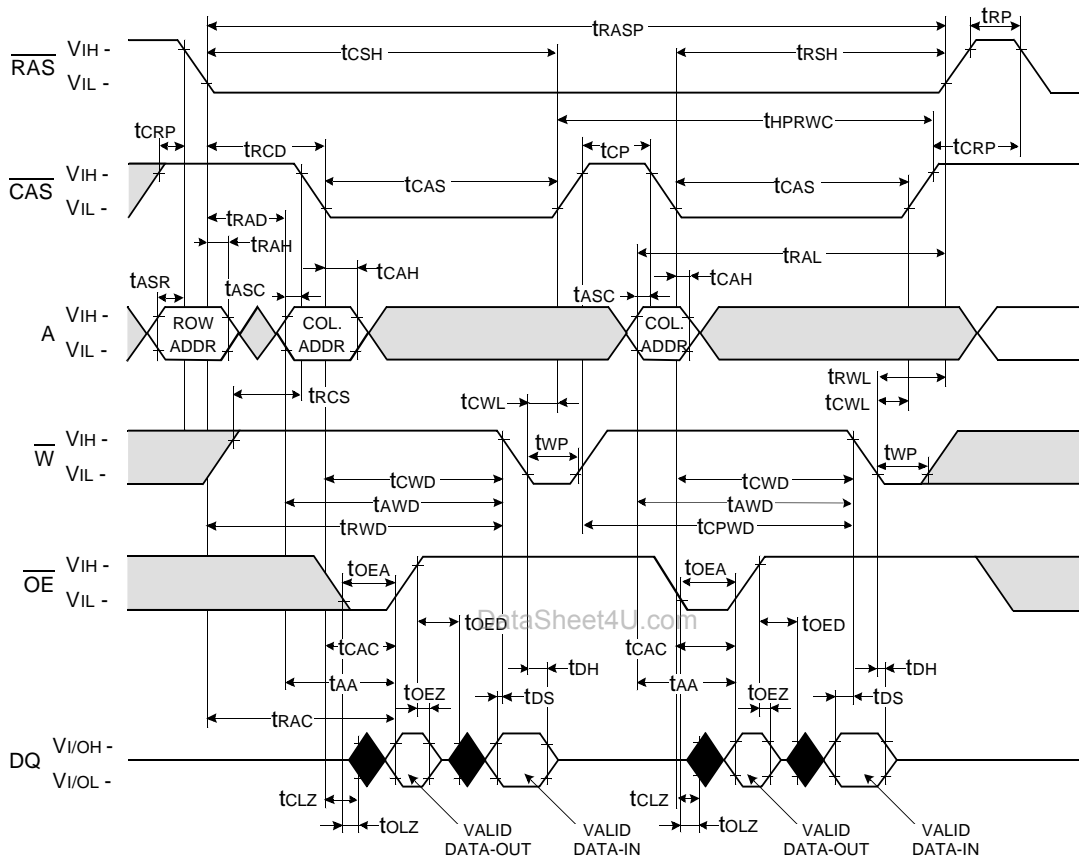 tRASP
tRP
tCSH
tRSH
RAS
VIH -
VIL -
tHPRWC
tCRP
tRCD
tCP
tCRP
CAS
VIH -
VIL -
tCAS
tCAS
tRAD
tRAH
tRAL
tASR
tASC
tCAH
tASC
tCAH
A
VIH -
VIL -
ROW
ADDR
COL.
ADDR
COL.
ADDR
tRCS
tCWL
tRWL
tCWL
W
VIH -
VIL -
tWP
tWP
tCWD
tCWD
tAWD
tAWD
tRWD
tCPWD
OE
VIH -
VIL -
tOEA
tOEA
DataSheet4U.com
tOED
tOED
tCAC
tCAC
tDH
tAA
tAA
tOEZ
tOEZ
tDS
tRAC
DQ
VI/OH -
VI/OL -
tCLZ
tCLZ
tOLZ
tOLZ
VALID
DATA-OUT
VALID
DATA-IN
VALID
DATA-OUT
VALID
DATA-IN